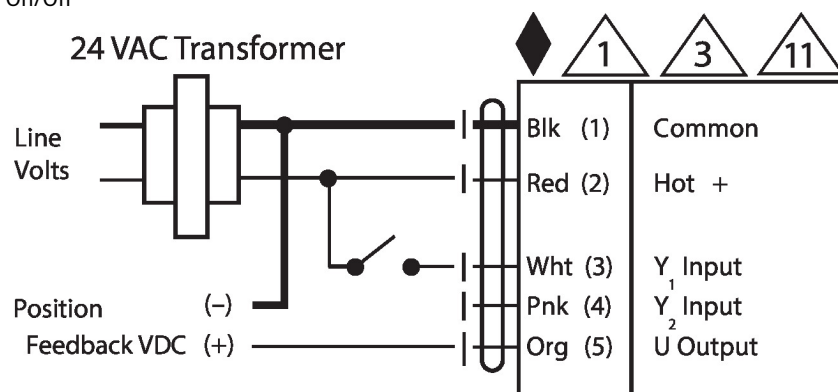 On/Off
24 VAC Transformer
1
3
11
Line
Volts
Blk (1) Common
Red (2) Hot +
Wht (3) Y1 Input
Pnk (4) Y2 Input
Org (5) U Output
Position (–)
Feedback VDC (+)